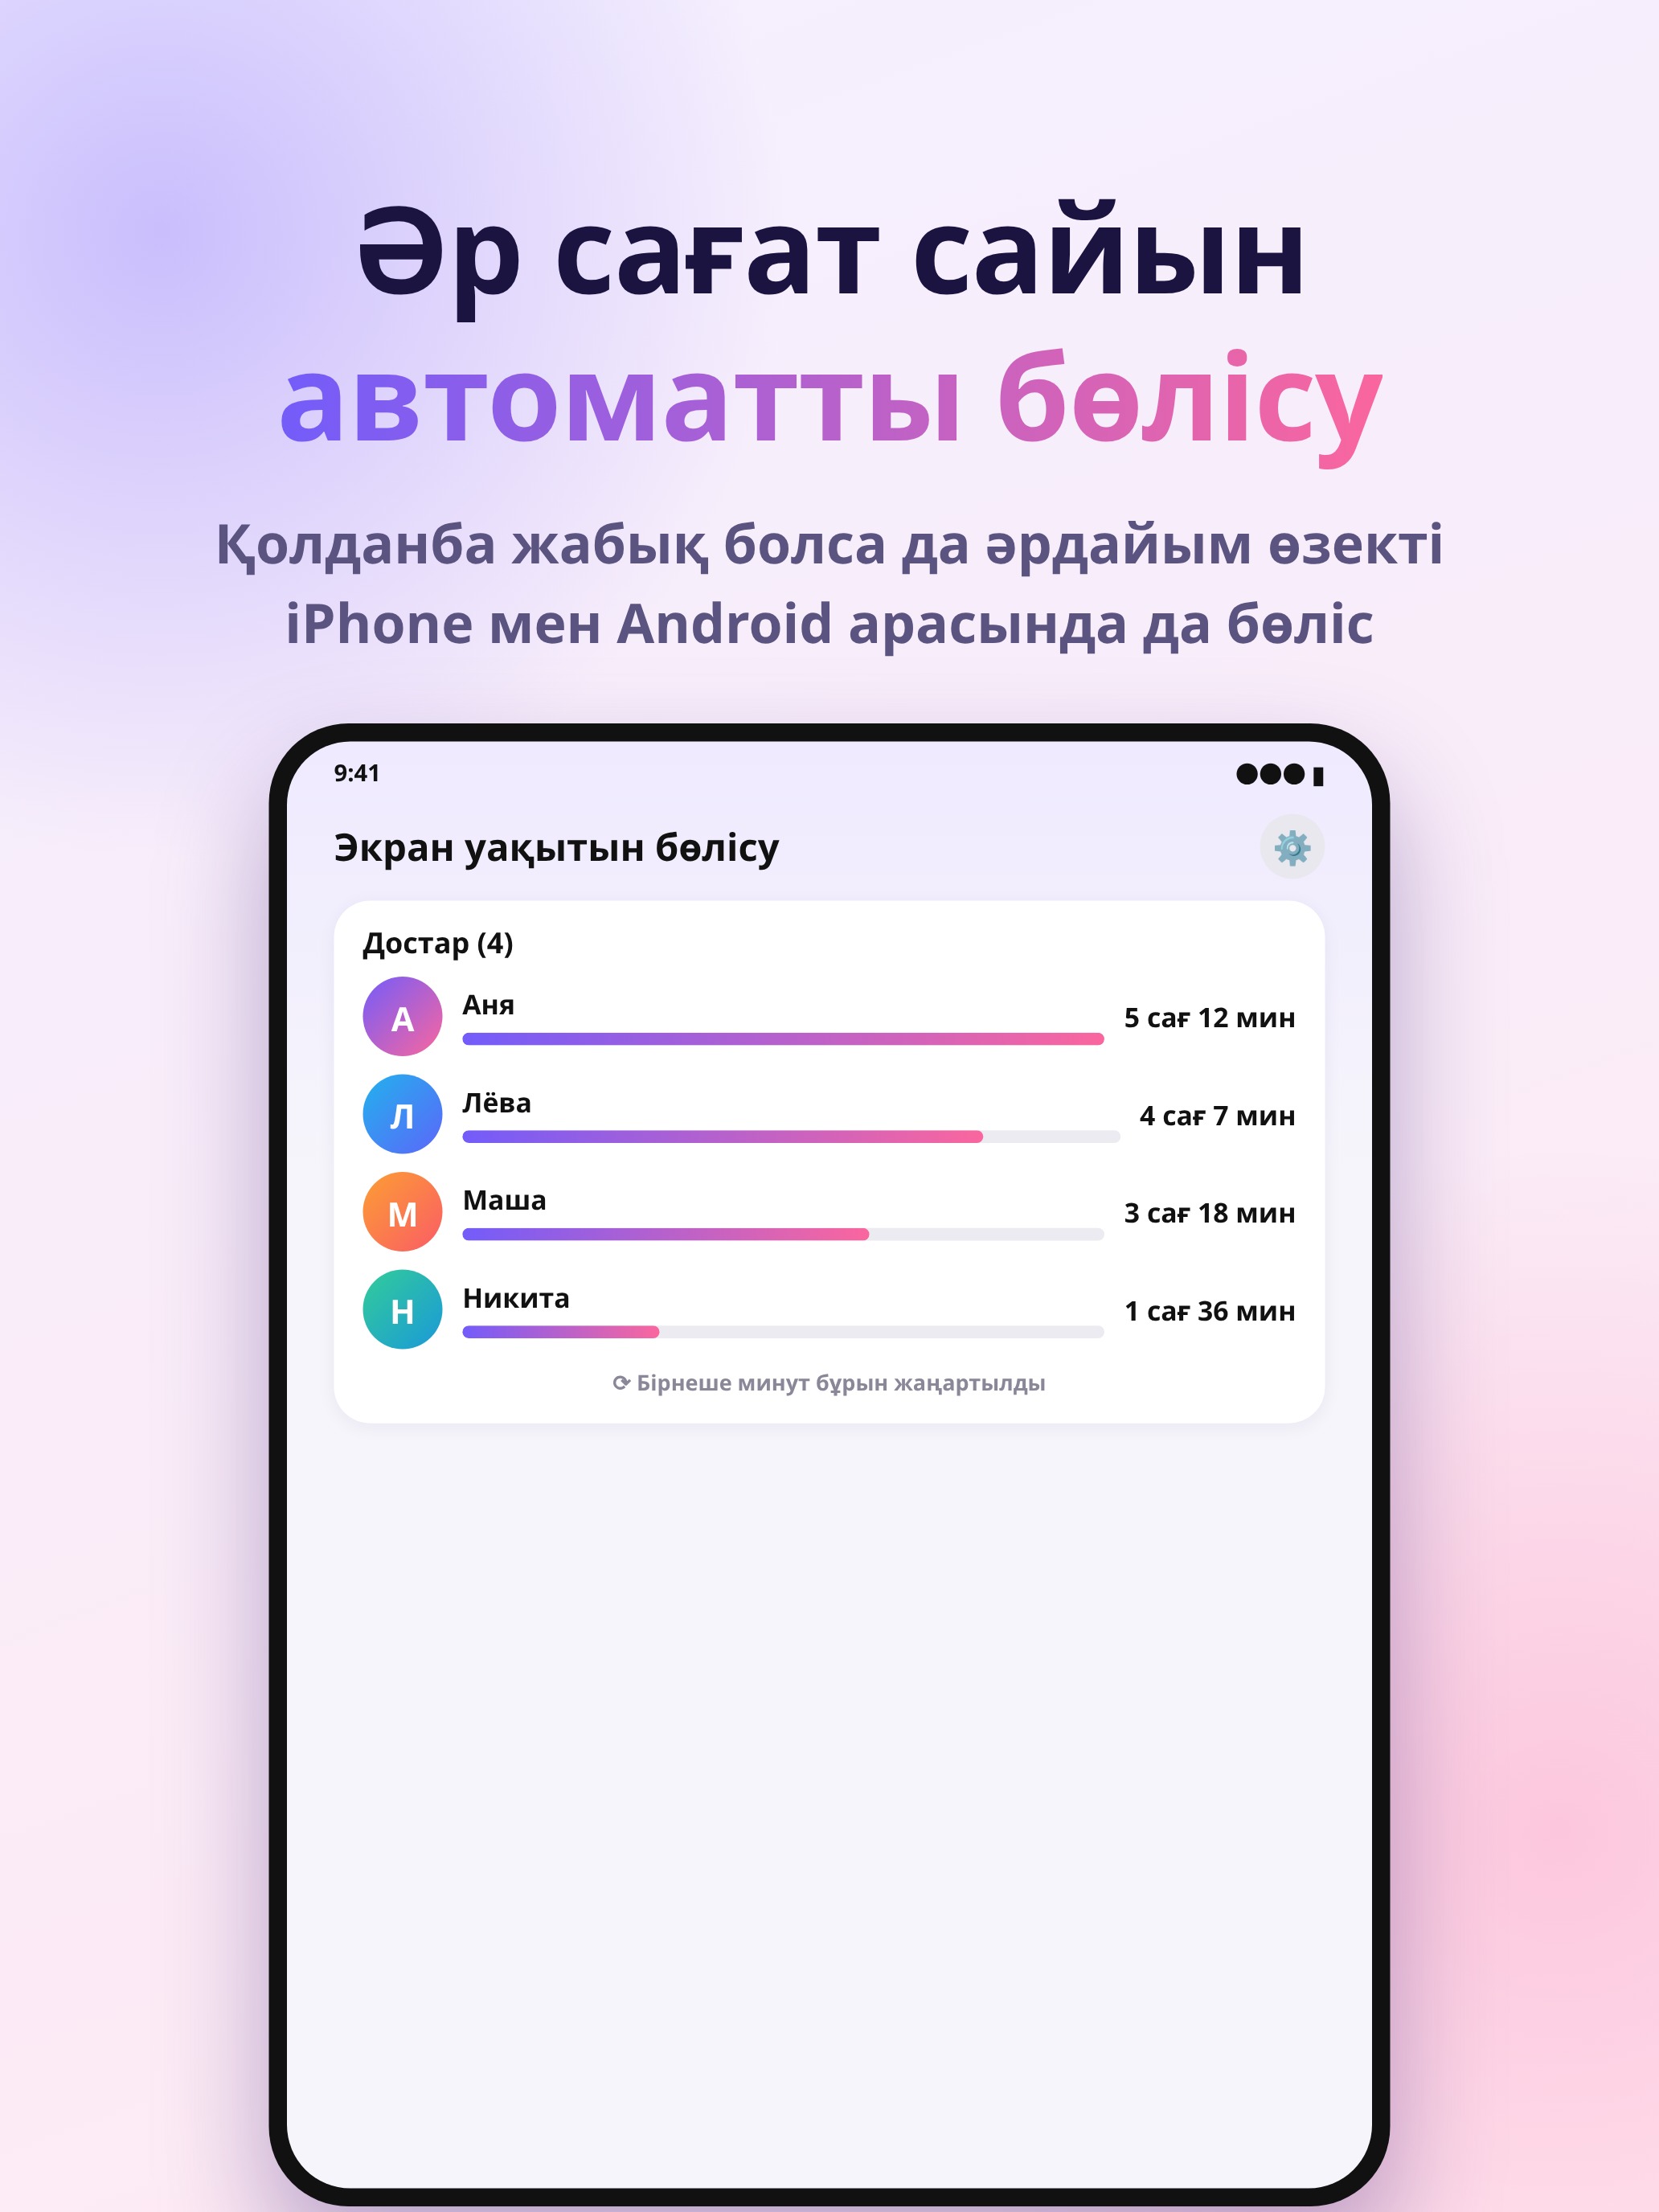 Әр сағат сайын
автоматты бөлісу
Қолданба жабық болса да әрдайым өзекті
iPhone мен Android арасында да бөліс
9:41
Экран уақытын бөлісу
Достар (4)
А
Аня
5 сағ 12 мин
Л
Лёва
4 сағ 7 мин
М
Маша
3 сағ 18 мин
Н
Никита
1 сағ 36 мин
⟳ Бірнеше минут бұрын жаңартылды